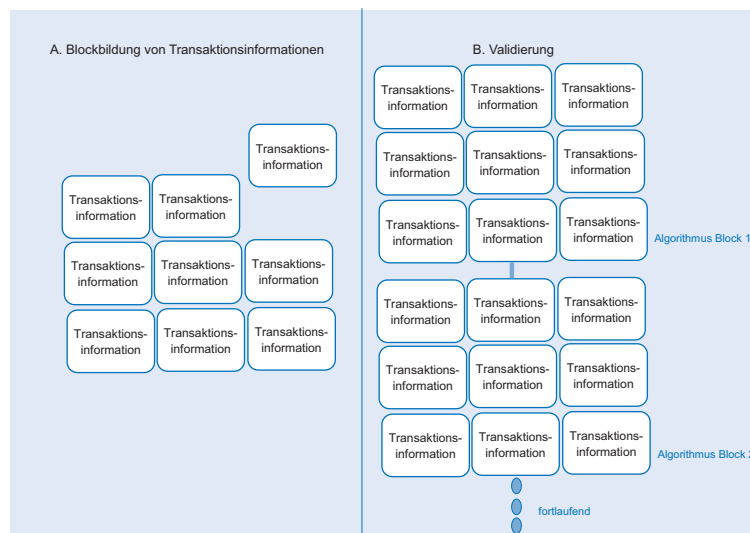 A. Blockbildung von Transaktionsinformationen
Transaktions-
information
Transaktions-
information
Transaktions-
information
Transaktions-
information
Transaktions-
information
Transaktions-
information
Transaktions-
information
Transaktions-
information
Transaktions-
information
B. Validierung
Transaktions-
information
Transaktions-
information
Transaktions-
information
Transaktions-
information
Transaktions-
information
Transaktions-
information
Transaktions-
information
Transaktions-
information
Transaktions-
information
Algorithmus Block 1
Transaktions-
information
Transaktions-
information
Transaktions-
information
Transaktions-
information
Transaktions-
information
Transaktions-
information
Transaktions-
information
Transaktions-
information
Transaktions-
information
Algorithmus Block 2
fortlaufend